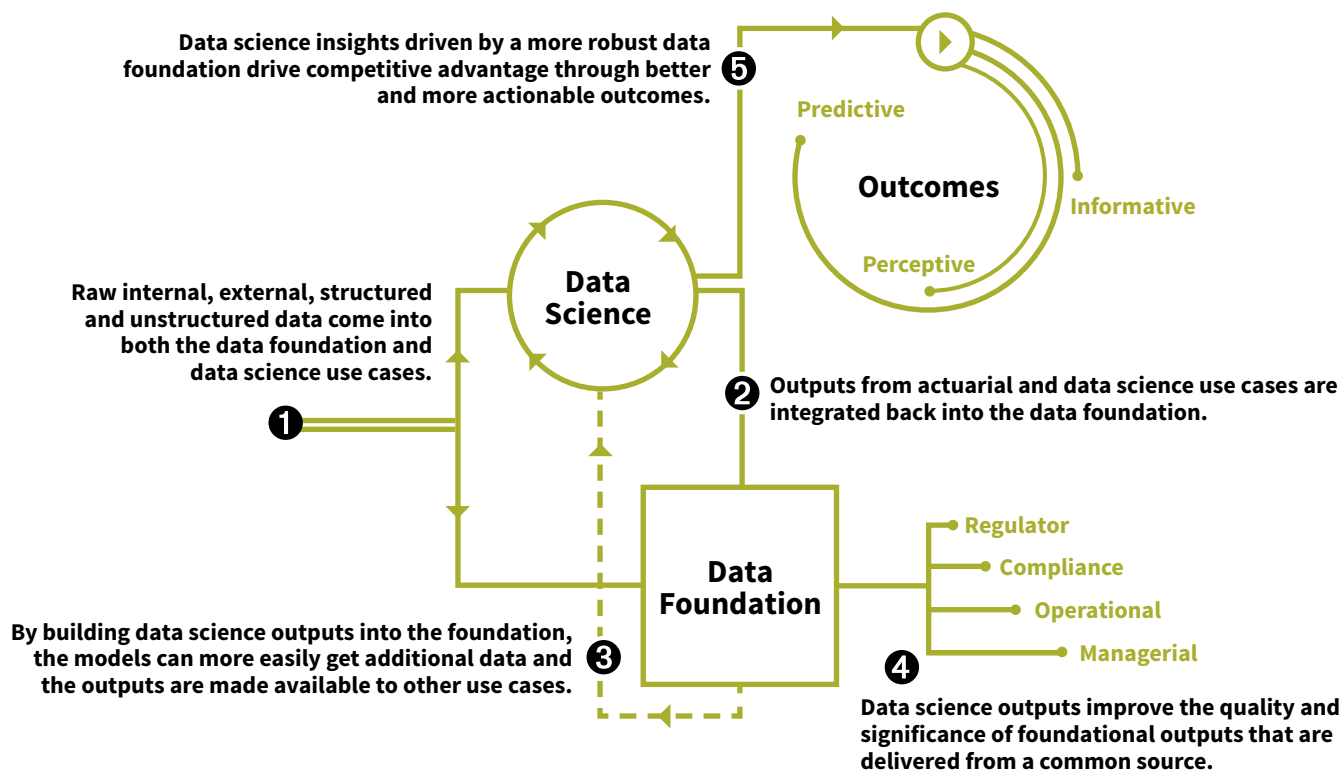 Data science insights driven by a more robust data
foundation drive competitive advantage through better
and more actionable outcomes.
5
Predictive
Outcomes
Informative
Perceptive
Data
Science
Raw internal, external, structured
and unstructured data come into
both the data foundation and
data science use cases.
1
2
Outputs from actuarial and data science use cases are
integrated back into the data foundation.
Data
Foundation
Regulator
Compliance
Operational
Managerial
By building data science outputs into the foundation,
the models can more easily get additional data and
the outputs are made available to other use cases.
3
4
Data science outputs improve the quality and
significance of foundational outputs that are
delivered from a common source.